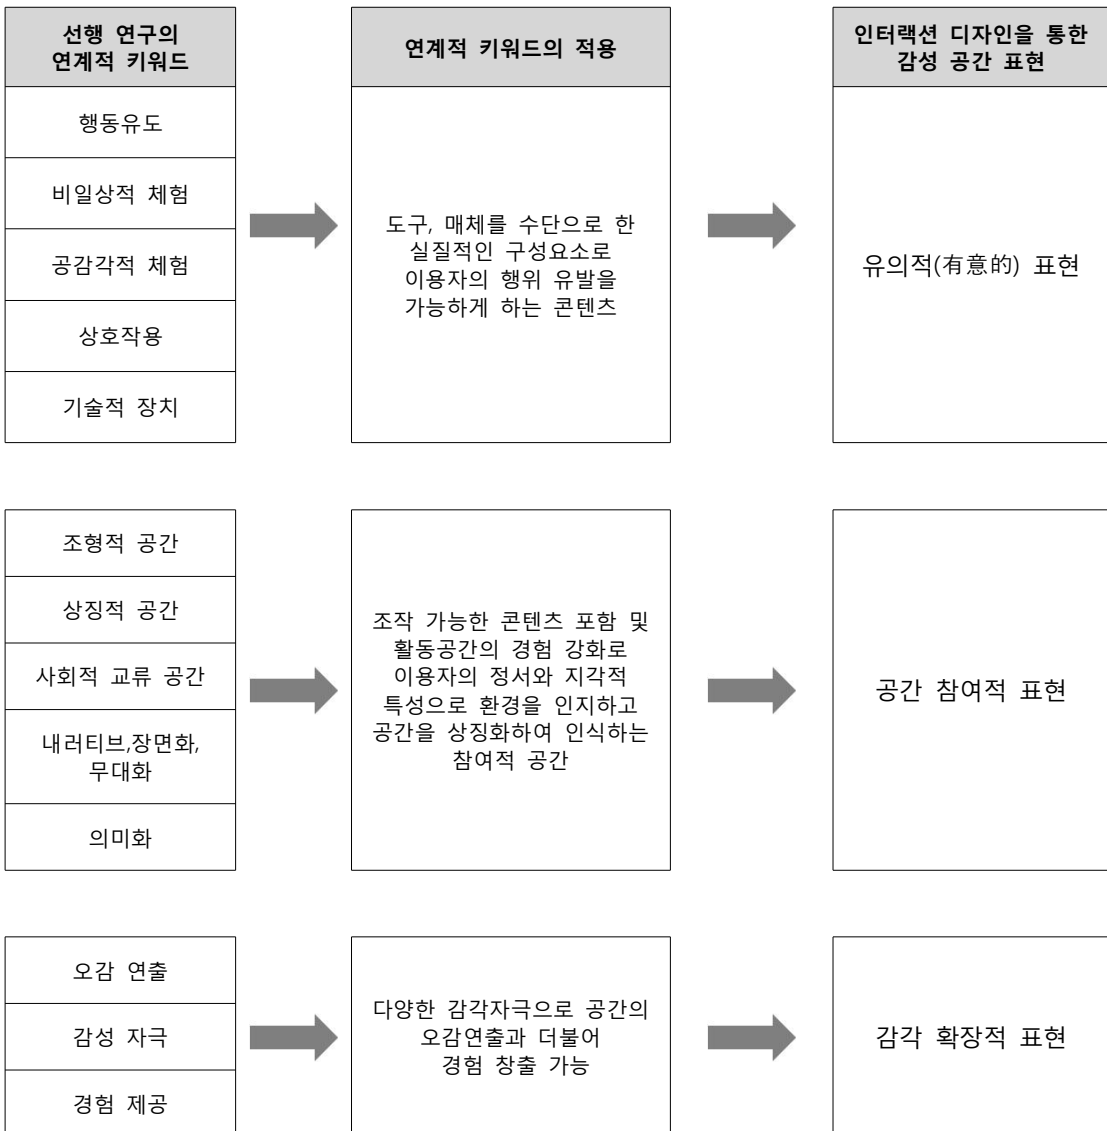 선행 연구의
연계적 키워드
연계적 키워드의 적용
인터랙션 디자인을 통한
감성 공간 표현
행동유도
비일상적 체험
공감각적 체험
상호작용
기술적 장치
도구, 매체를 수단으로 한
실질적인 구성요소로
이용자의 행위 유발을
가능하게 하는 콘텐츠
유의적(有意的) 표현
조형적 공간
상징적 공간
사회적 교류 공간
내러티브,장면화,
무대화
의미화
조작 가능한 콘텐츠 포함 및
활동공간의 경험 강화로
이용자의 정서와 지각적
특성으로 환경을 인지하고
공간을 상징화하여 인식하는
참여적 공간
공간 참여적 표현
오감 연출
감성 자극
경험 제공
다양한 감각자극으로 공간의
오감연출과 더불어
경험 창출 가능
감각 확장적 표현